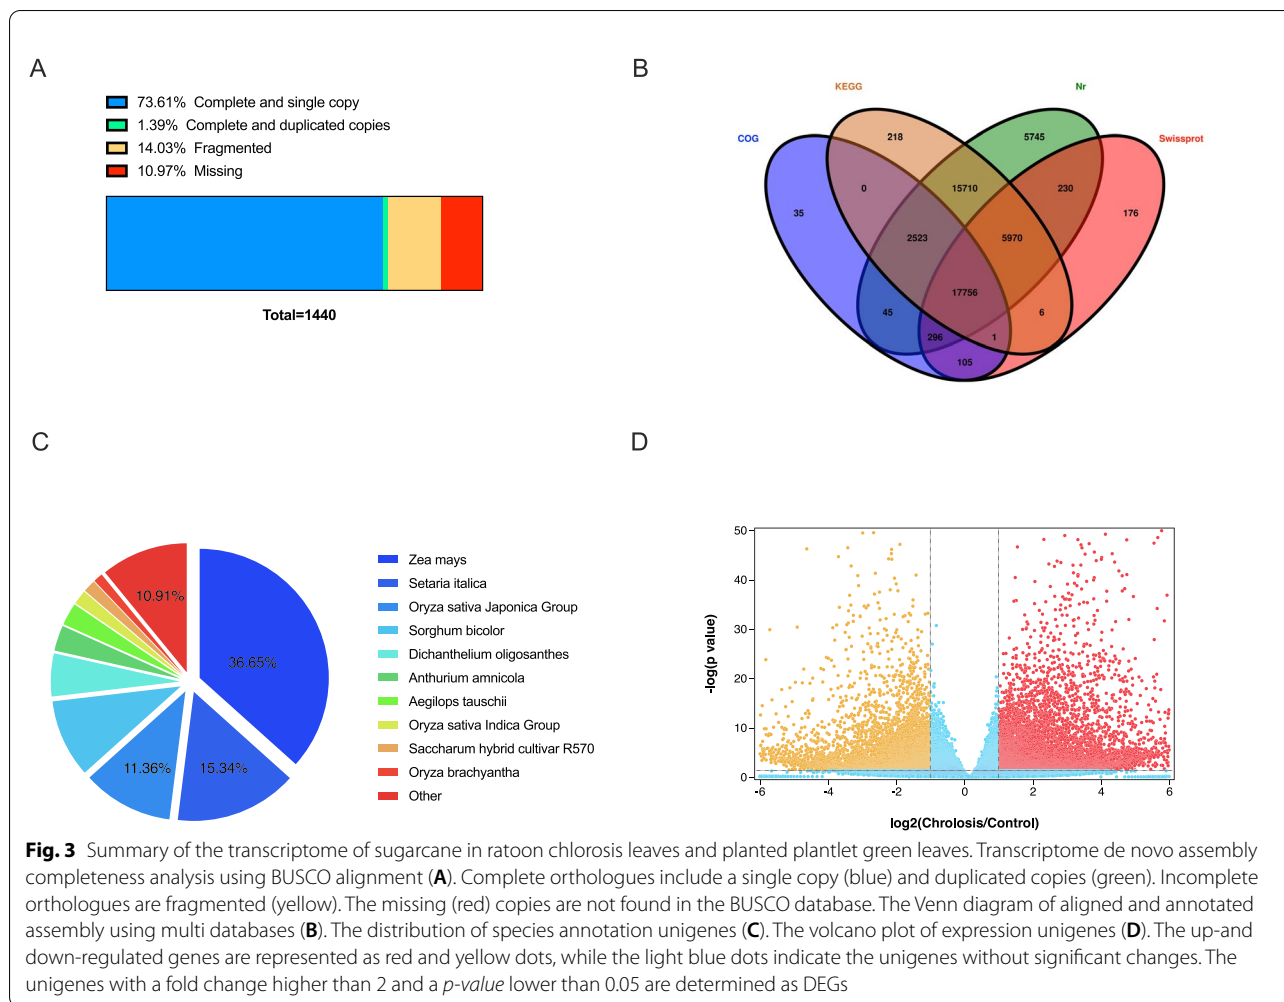 A
73.61% Complete and single copy
1.39% Complete and duplicated copies
14.03% Fragmented
10.97% Missing
Total=1440
B
KEGG
Nr
COG
Swissprot
218
5745
0
15710
230
35
176
2523
5970
17756
45
6
296
1
105
C
10.91%
36.65%
11.36%
15.34%
Zea mays
Setaria italica
Oryza sativa Japonica Group
Sorghum bicolor
Dichanthelium oligosanthes
Anthurium amnicola
Aegilops tauschii
Oryza sativa Indica Group
Saccharum hybrid cultivar R570
Oryza brachyantha
Other
D
-log(p value)
50
40
30
20
10
0
-6 -4 -2 0 2 4 6
log2(Chrolosis/Control)
Fig. 3 Summary of the transcriptome of sugarcane in ratoon chlorosis leaves and planted plantlet green leaves. Transcriptome de novo assembly
completeness analysis using BUSCO alignment (A). Complete orthologues include a single copy (blue) and duplicated copies (green). Incomplete
orthologues are fragmented (yellow). The missing (red) copies are not found in the BUSCO database. The Venn diagram of aligned and annotated
assembly using multi databases (B). The distribution of species annotation unigenes (C). The volcano plot of expression unigenes (D). The up-and
down-regulated genes are represented as red and yellow dots, while the light blue dots indicate the unigenes without significant changes. The
unigenes with a fold change higher than 2 and a p-value lower than 0.05 are determined as DEGs